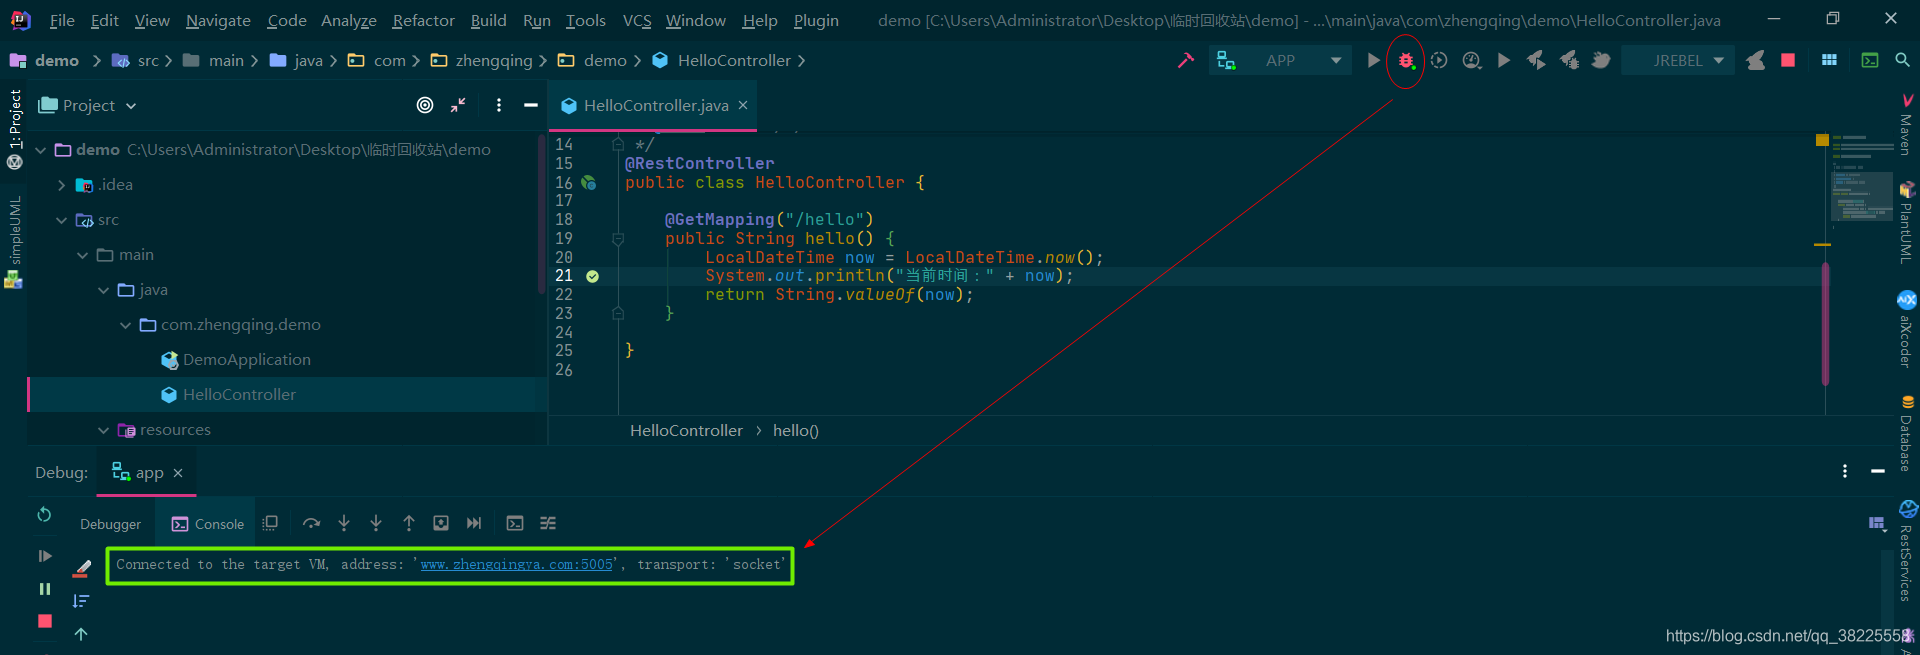 File Edit View Navigate Code Analyze Refactor Build Run Tools VCS Window Help Plugin demo [C:\Users\Administrator\Desktop\临时回收站\demo] - ...\main\java\com\zhengqing\demo\HelloController.java
demo src main java com zhengqing demo HelloController APP JREBEL
1: Project
simpleUML
Project
demo C:\Users\Administrator\Desktop\临时回收站\demo
.idea
src
main
java
com.zhengqing.demo
DemoApplication
HelloController
resources
HelloController.java
14 */
15 @RestController
16 public class HelloController {
17
18 @GetMapping("/hello")
19 public String hello() {
20 LocalDateTime now = LocalDateTime.now();
21 System.out.println("当前时间：" + now);
22 return String.valueOf(now);
23 }
24
25 }
26
HelloController > hello()
Maven
PlantUML
aiXcoder
Database
RestServices
Debug: app
Debugger Console
Connected to the target VM, address: 'www.zhengqingya.com:5005', transport: 'socket'
https://blog.csdn.net/qq_38225558